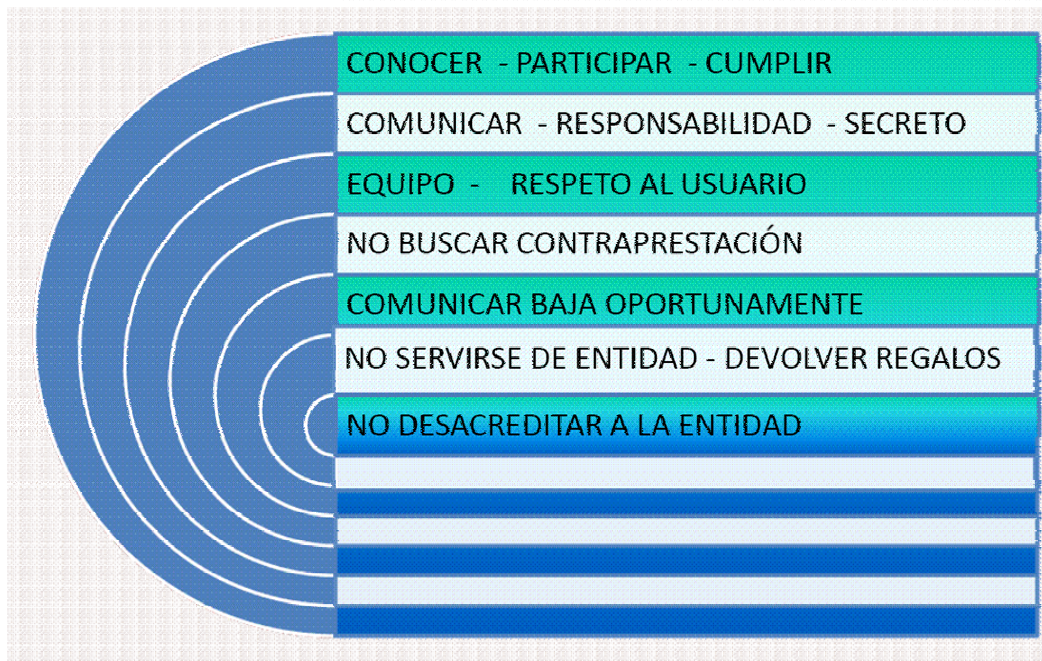 CONOCER - PARTICIPAR - CUMPLIR
COMUNICAR - RESPONSABILIDAD - SECRETO
EQUIPO - RESPETO AL USUARIO
NO BUSCAR CONTRAPRESTACIÓN
COMUNICAR BAJA OPORTUNAMENTE
NO SERVIRSE DE ENTIDAD - DEVOLVER REGALOS
NO DESACREDITAR A LA ENTIDAD